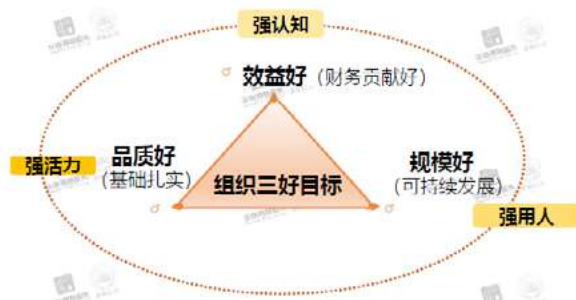 强认知
效益好（财务贡献好）
品质好
（基础扎实）
强活力
组织三好目标
规模好
（可持续发展）
强用人